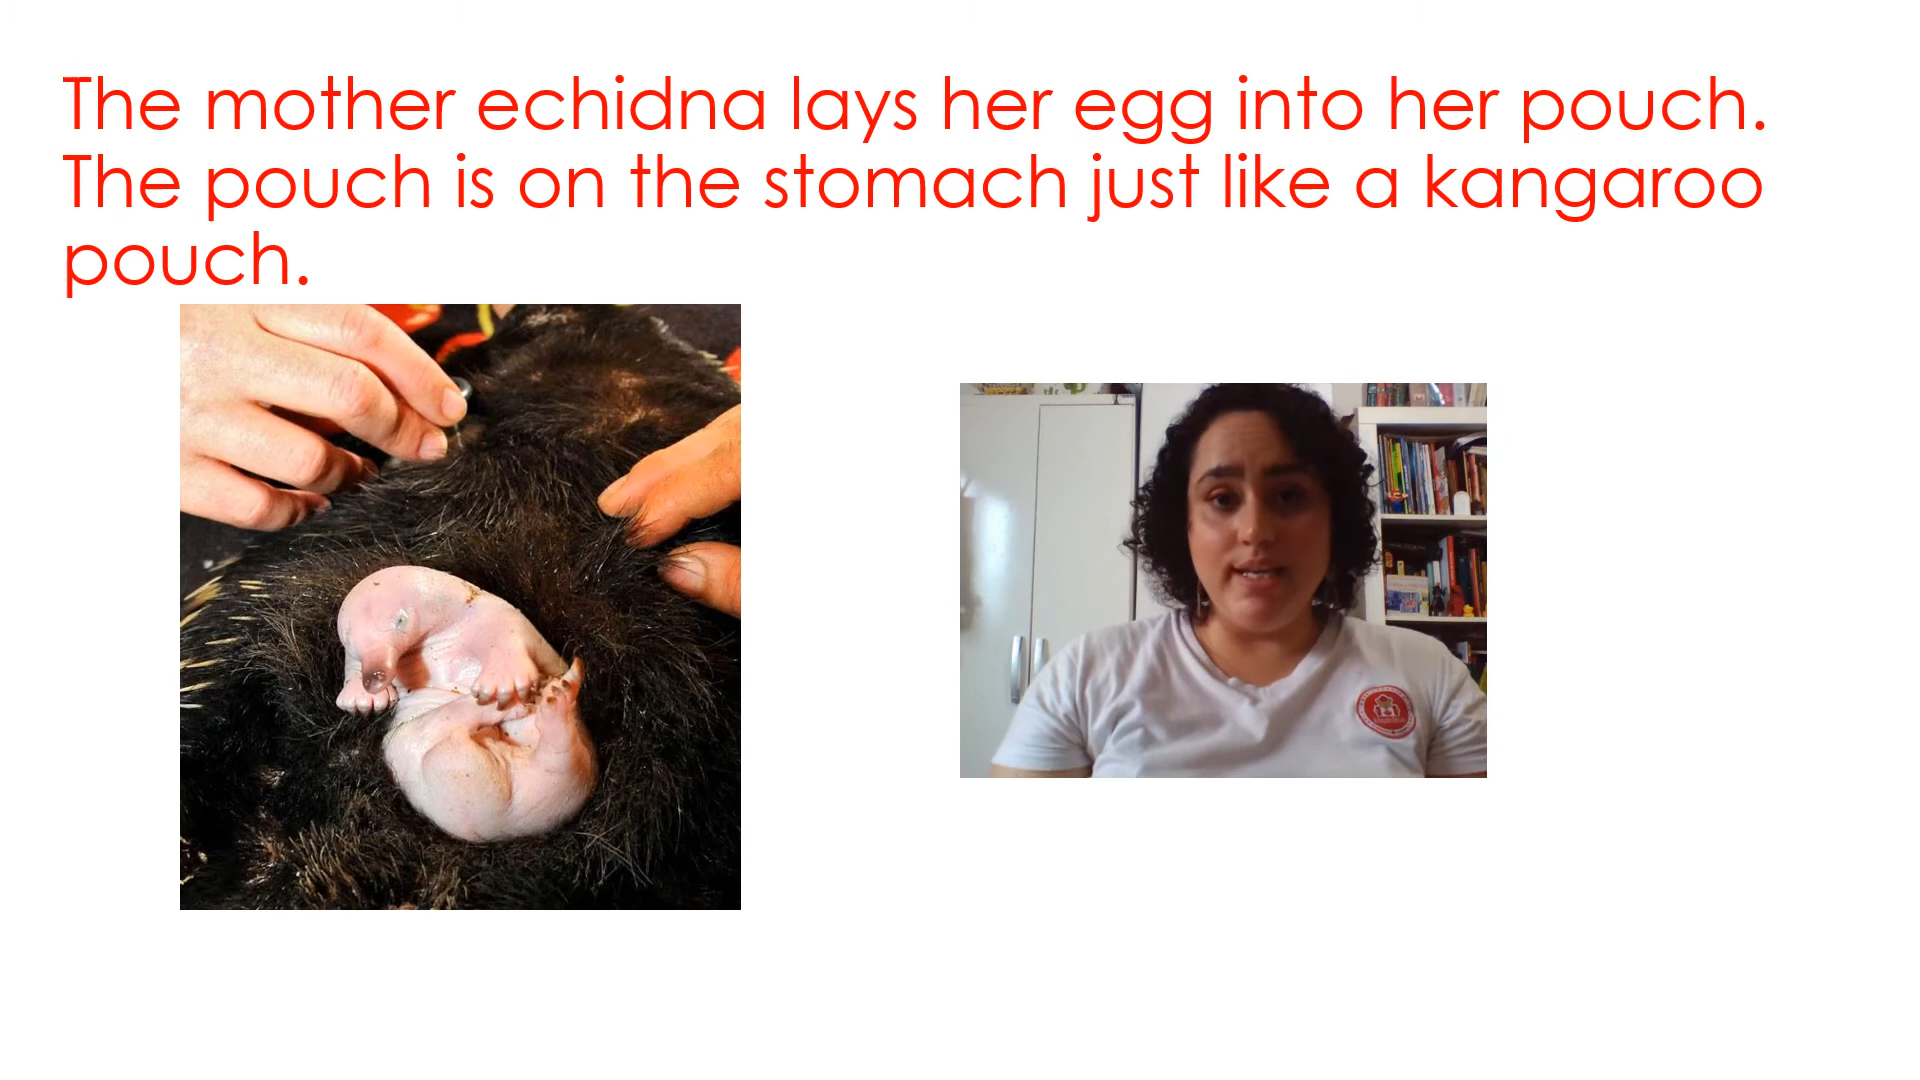 The mother echidna lays her egg into her pouch.
The pouch is on the stomach just like a kangaroo
pouch.